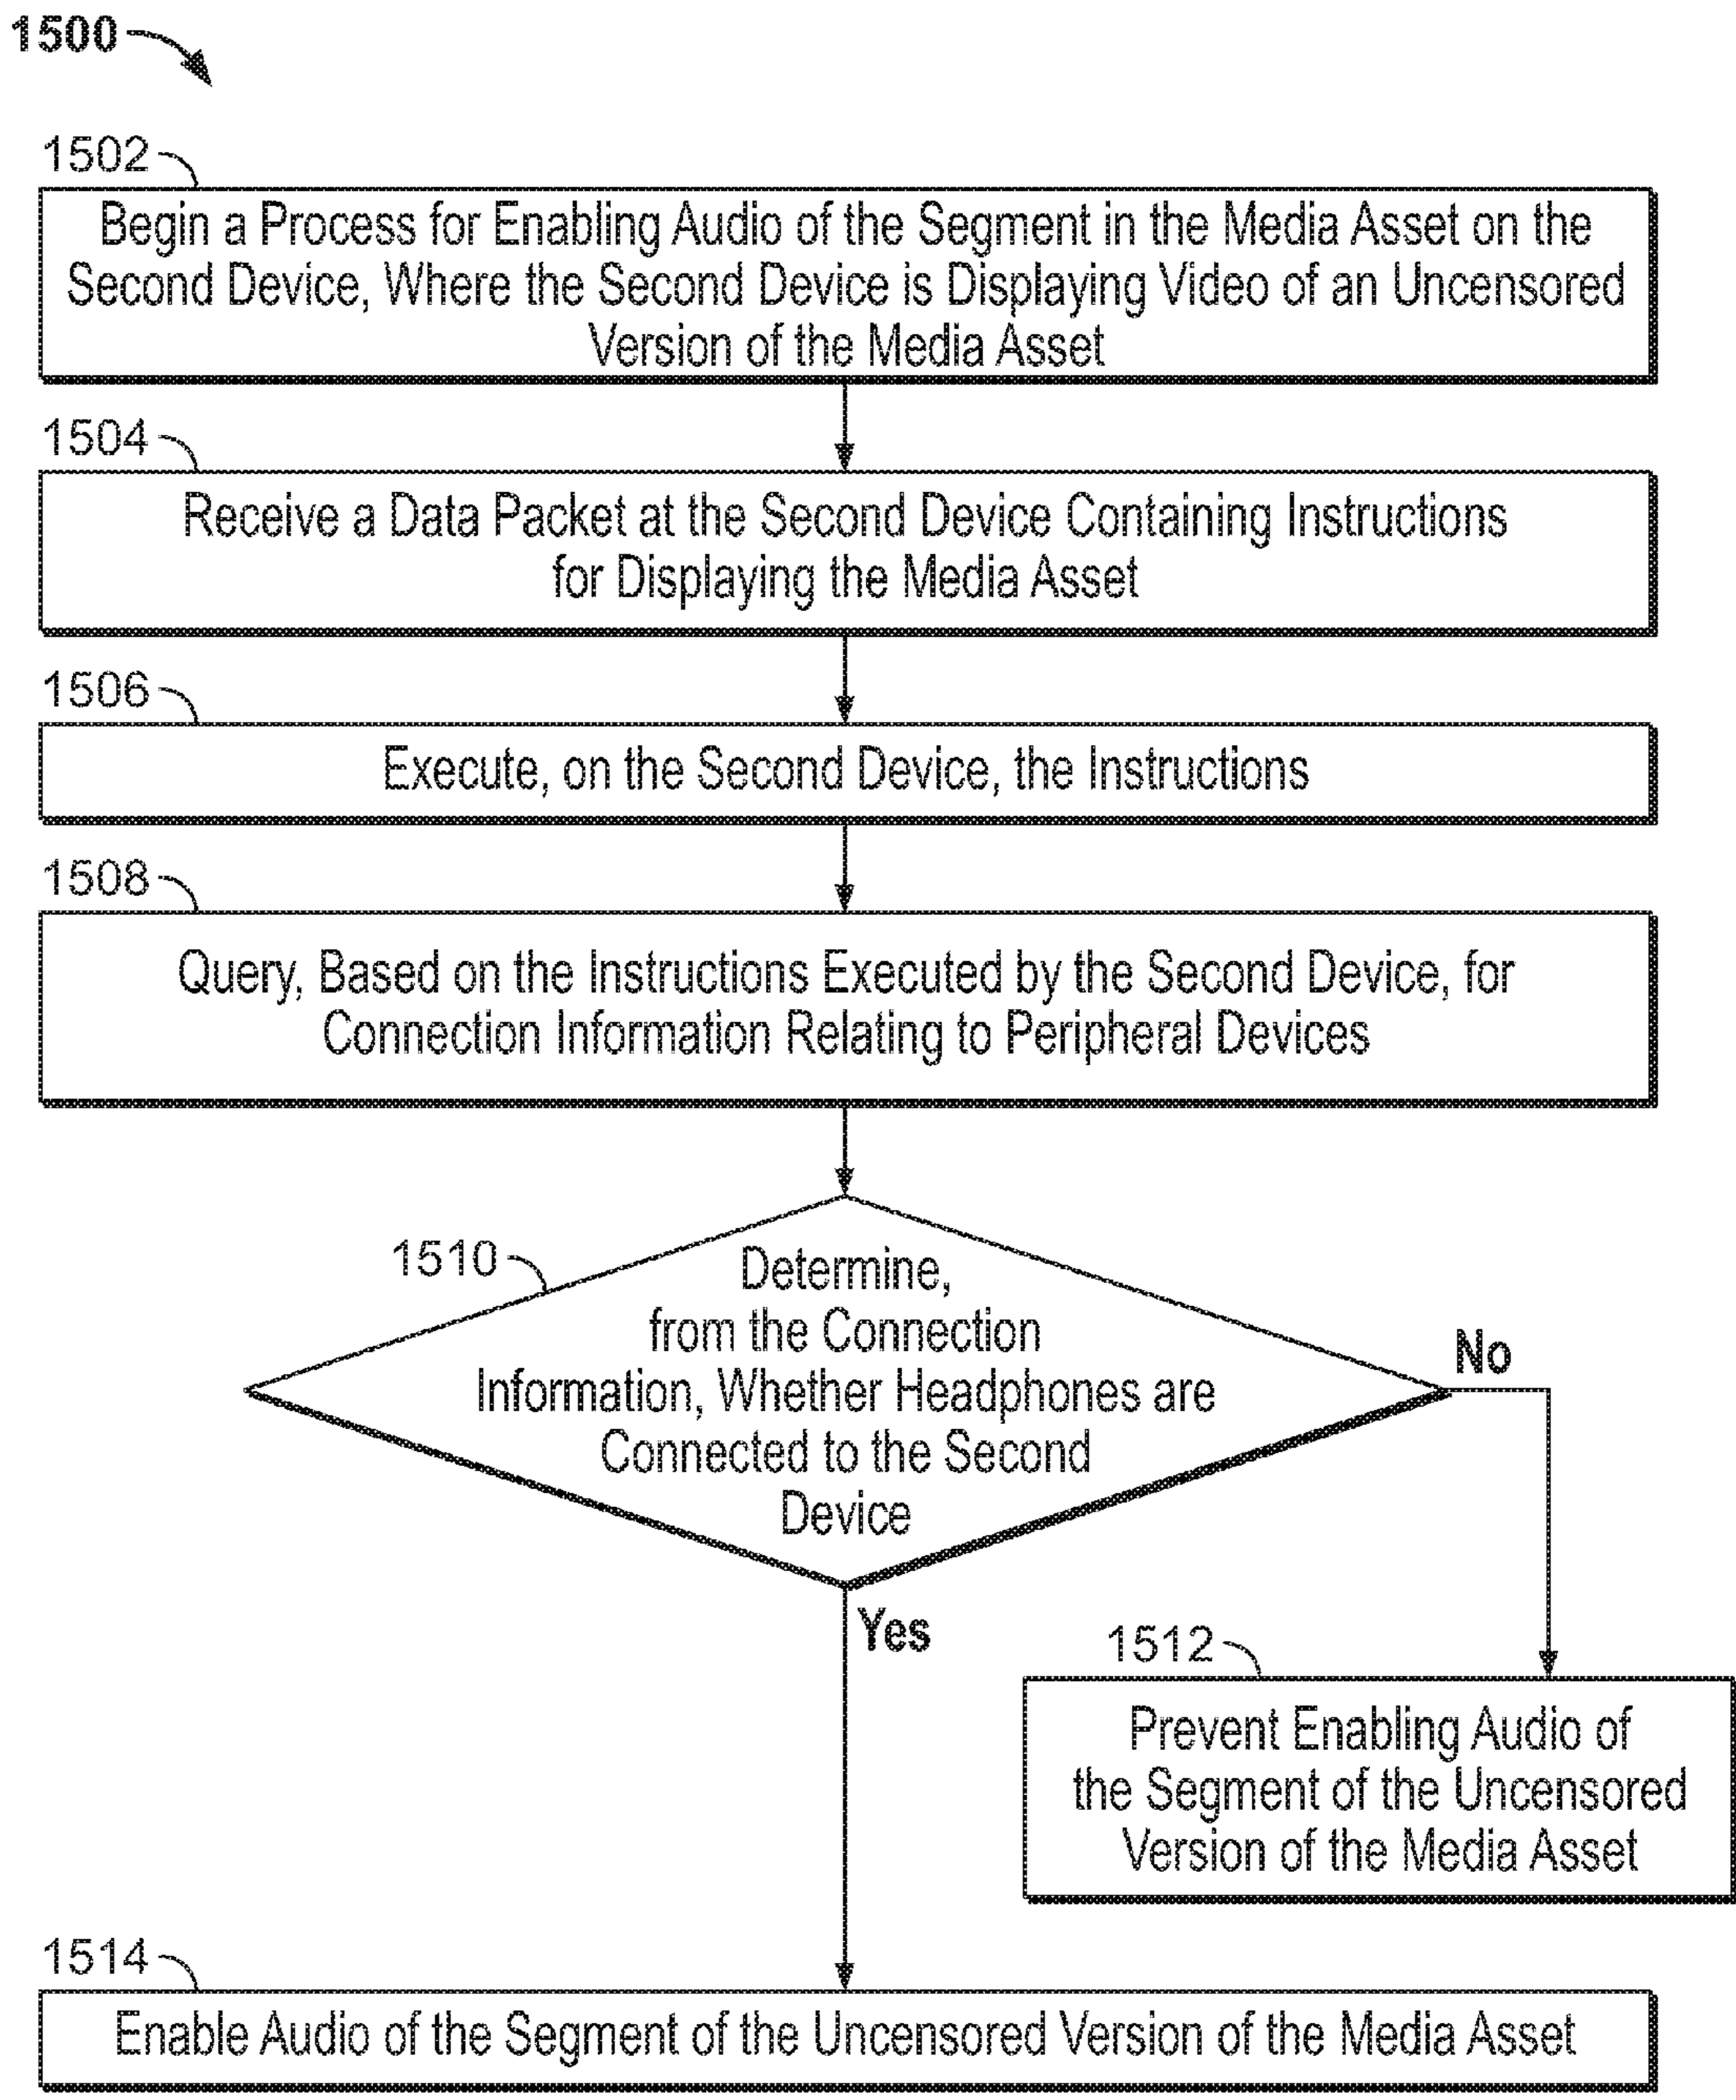 1500
1502
Begin a Process for Enabling Audio of the Segment in the Media Asset on the
Second Device, Where the Second Device is Displaying Video of an Uncensored
Version of the Media Asset
1504
Receive a Data Packet at the Second Device Containing Instructions
for Displaying the Media Asset
1506
Execute, on the Second Device, the Instructions
1508
Query, Based on the Instructions Executed by the Second Device, for
Connection Information Relating to Peripheral Devices
1510
Determine,
from the Connection
Information, Whether Headphones are
Connected to the Second
Device
No
Yes
1512
Prevent Enabling Audio of
the Segment of the Uncensored
Version of the Media Asset
1514
Enable Audio of the Segment of the Uncensored Version of the Media Asset